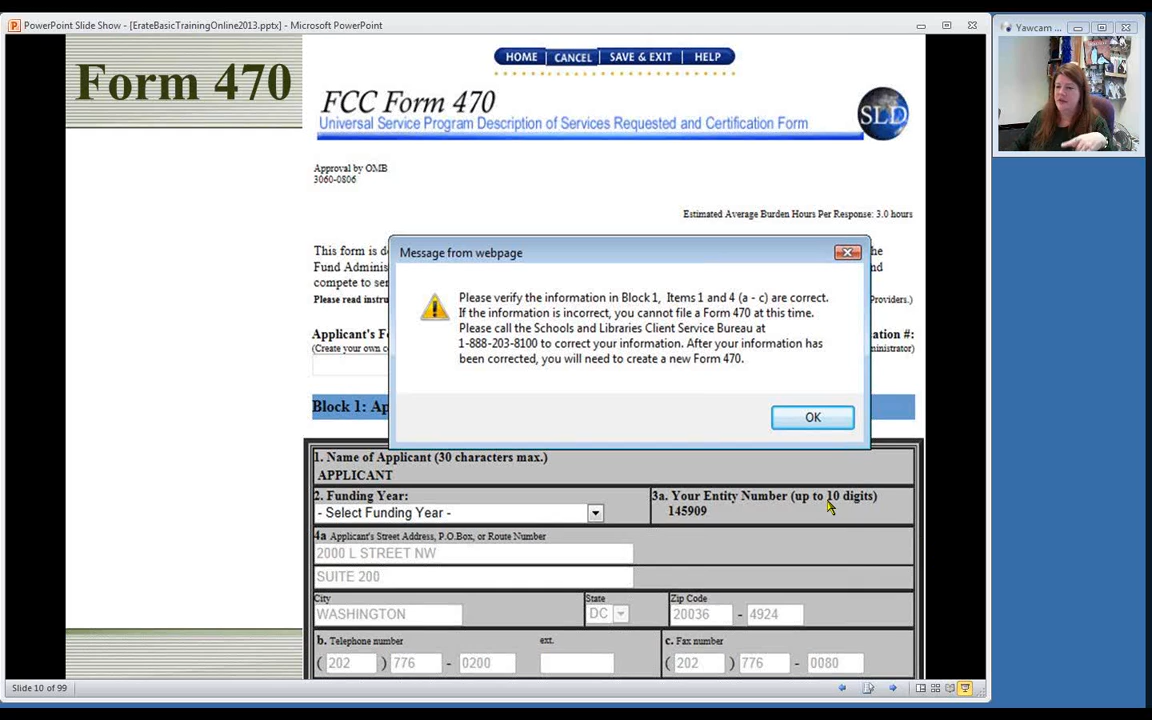 PowerPoint Slide Show - [ErateBasicTrainingOnline2013.pptx] - Microsoft PowerPoint
Yawcam ...
Form 470
HOME | CANCEL | SAVE & EXIT | HELP
FCC Form 470
SLD
Universal Service Program Description of Services Requested and Certification Form
Approval by OMB
3060-0806
Estimated Average Burden Hours Per Response: 3.0 hours
This form is d
he
Fund Adminis
nd
compete to ser
Please read instru
Providers.)
Applicant's Fo
ation #:
(Create your own c
ministrator)
Message from webpage
Please verify the information in Block 1, Items 1 and 4 (a - c) are correct.
If the information is incorrect, you cannot file a Form 470 at this time.
Please call the Schools and Libraries Client Service Bureau at
1-888-203-8100 to correct your information. After your information has
been corrected, you will need to create a new Form 470.
OK
Block 1: Ap
1. Name of Applicant (30 characters max.)
APPLICANT
2. Funding Year:
- Select Funding Year -
3a. Your Entity Number (up to 10 digits)
145909
4a Applicant's Street Address, P.O.Box, or Route Number
2000 L STREET NW
SUITE 200
City
State
Zip Code
WASHINGTON
DC
20036 - 4924
b. Telephone number
ext.
c. Fax number
( 202 ) 776 - 0200
( 202 ) 776 - 0080
Slide 10 of 99